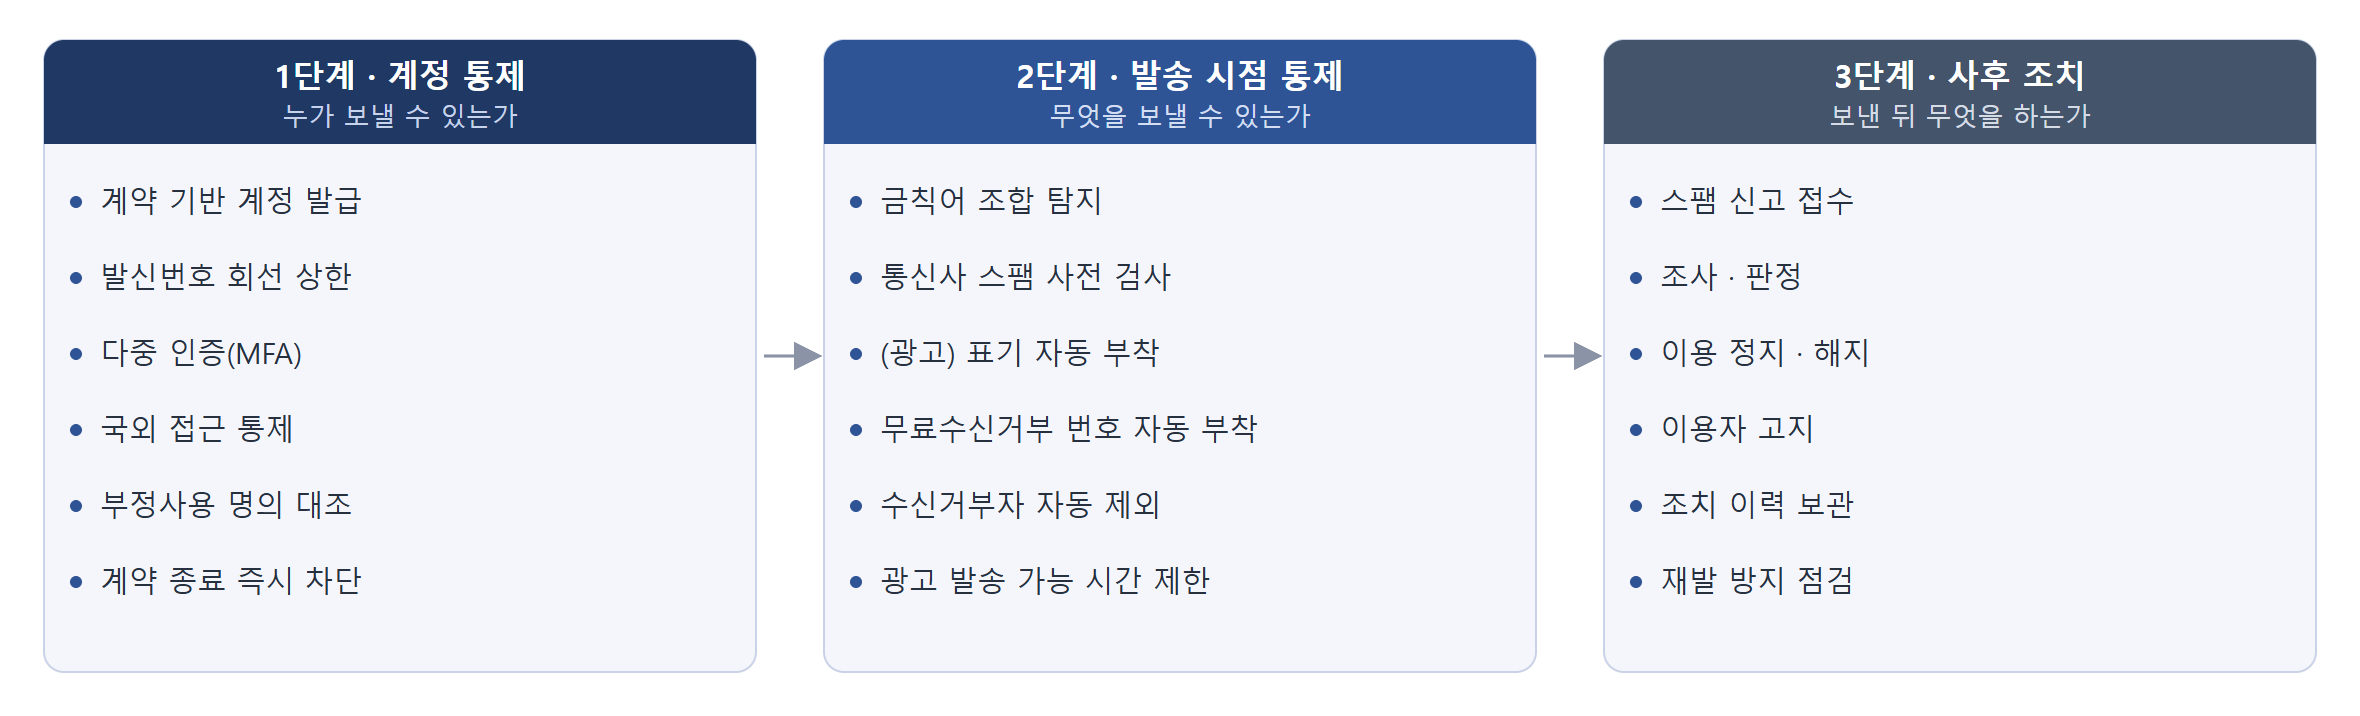 1단계 · 계정 통제
누가 보낼 수 있는가
계약 기반 계정 발급
발신번호 회선 상한
다중 인증(MFA)
국외 접근 통제
부정사용 명의 대조
계약 종료 즉시 차단
2단계 · 발송 시점 통제
무엇을 보낼 수 있는가
금칙어 조합 탐지
통신사 스팸 사전 검사
(광고) 표기 자동 부착
무료수신거부 번호 자동 부착
수신거부자 자동 제외
광고 발송 가능 시간 제한
3단계 · 사후 조치
보낸 뒤 무엇을 하는가
스팸 신고 접수
조사 · 판정
이용 정지 · 해지
이용자 고지
조치 이력 보관
재발 방지 점검